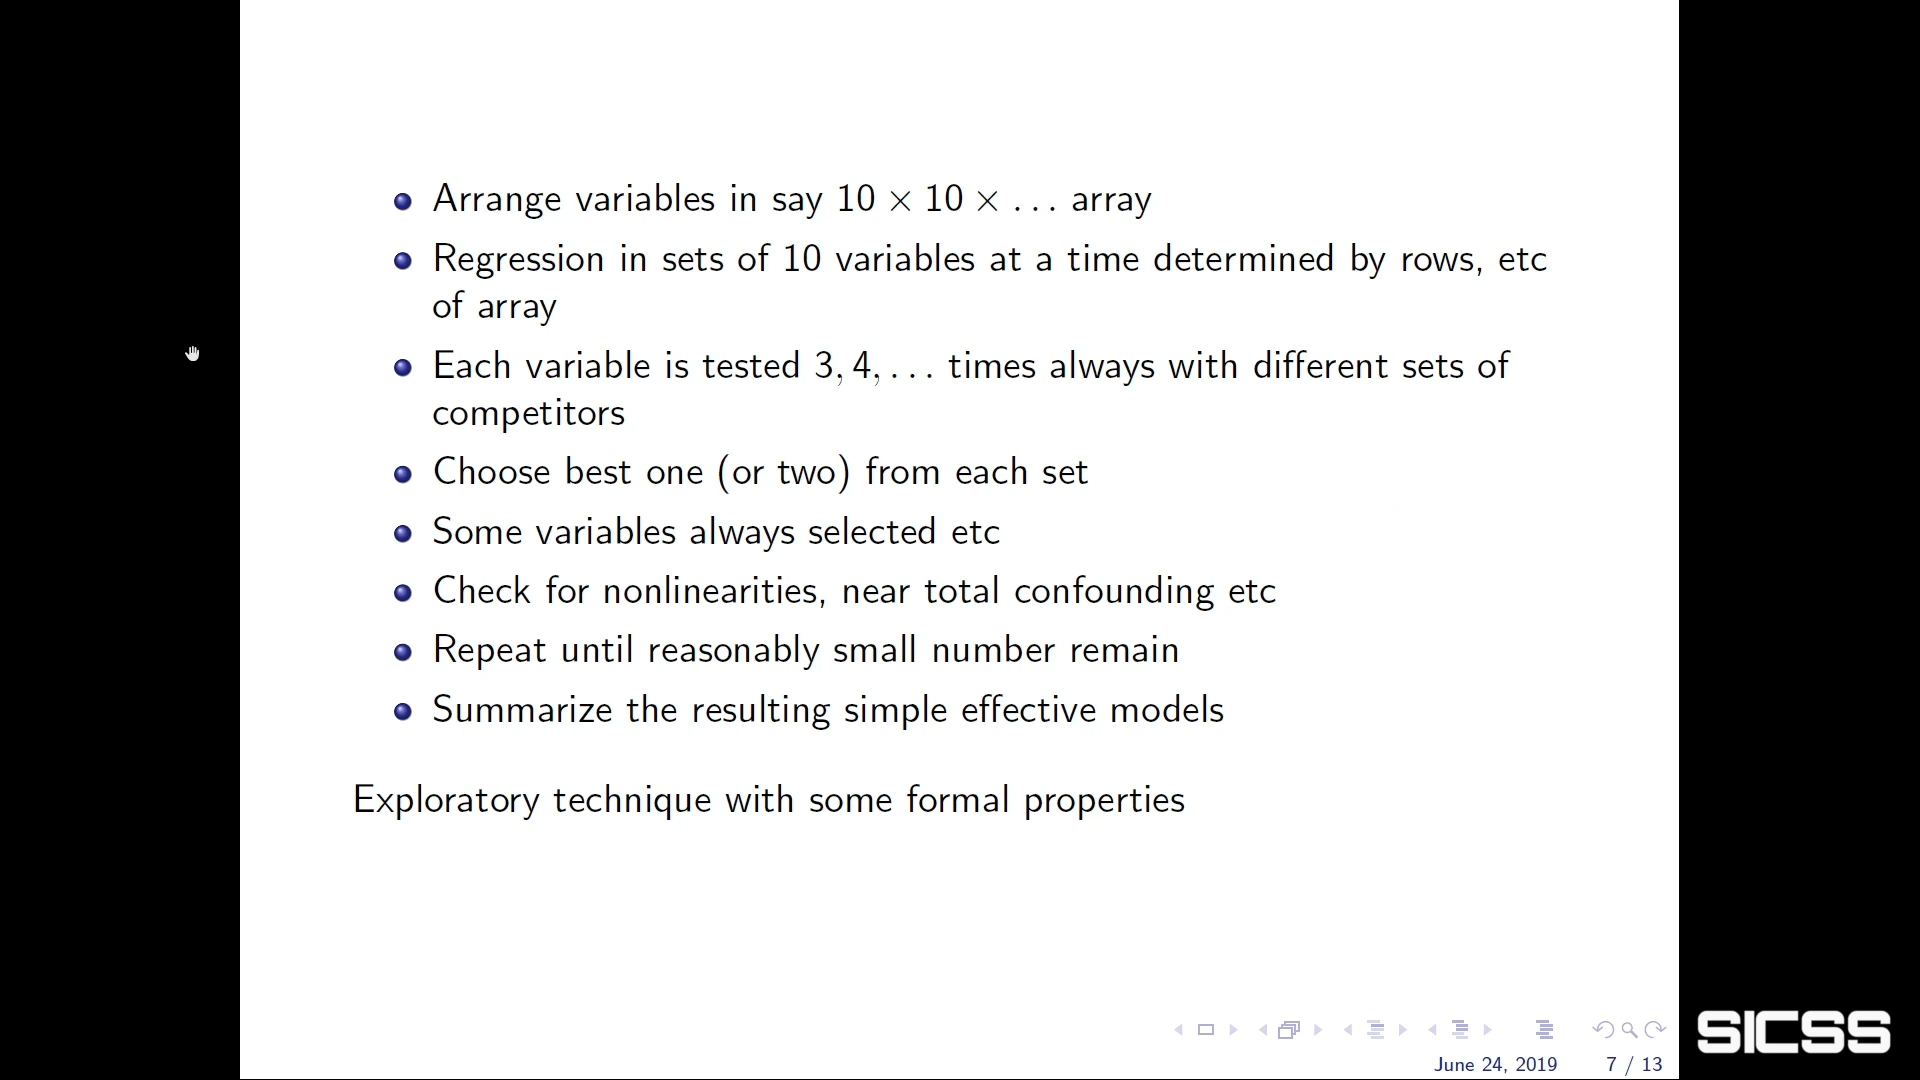 Arrange variables in say 10 × 10 × ... array
Regression in sets of 10 variables at a time determined by rows, etc
of array
Each variable is tested 3, 4, ... times always with different sets of
competitors
Choose best one (or two) from each set
Some variables always selected etc
Check for nonlinearities, near total confounding etc
Repeat until reasonably small number remain
Summarize the resulting simple effective models
Exploratory technique with some formal properties
SICSS
June 24, 2019 7 / 13